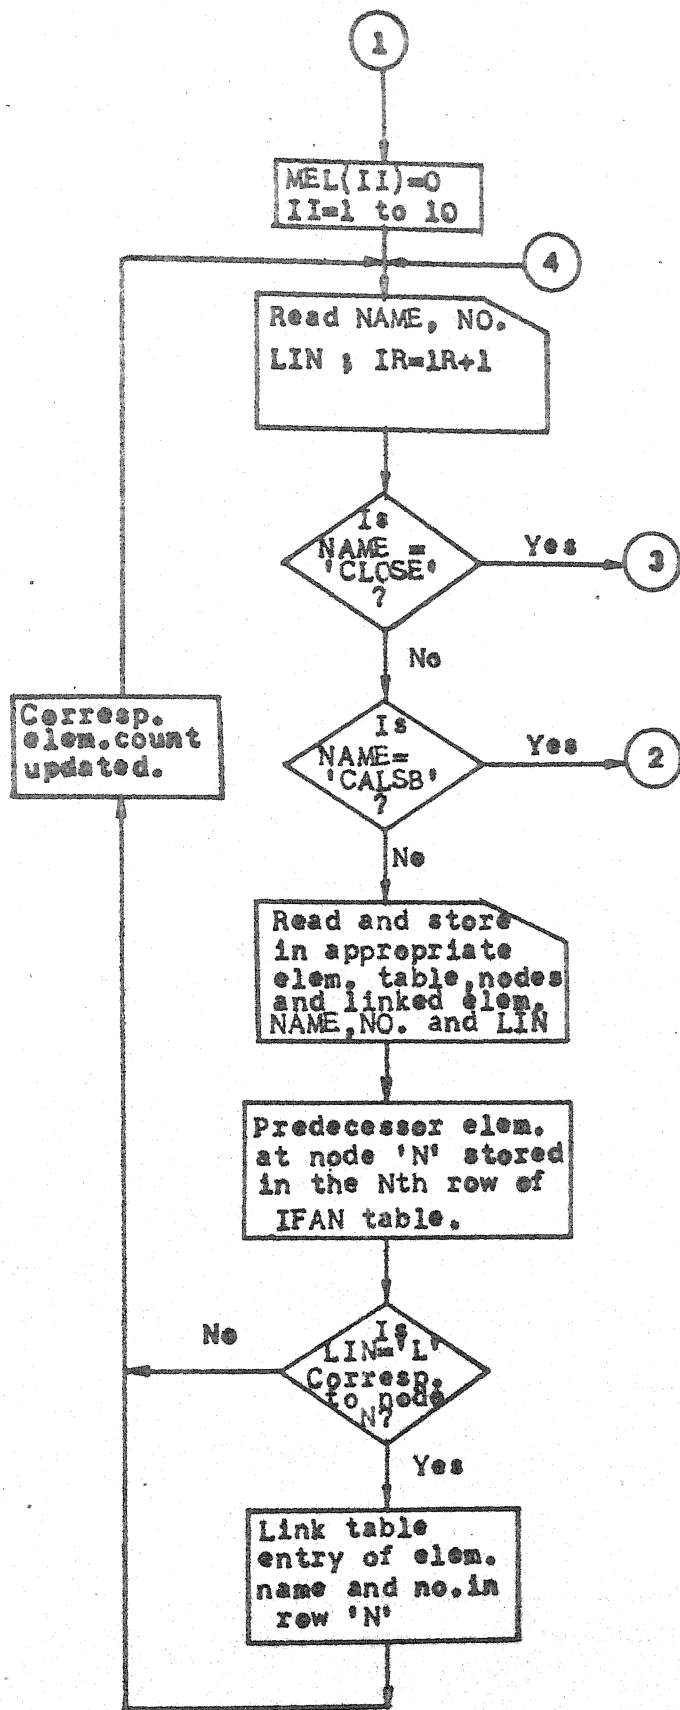 1
MEL(II)=0
II=1 to 10
4
Read NAME, NO.
LIN ; IR=1R+1
Is
NAME =
'CLOSE'
?
Yes
3
No
Corresp.
elem.count
updated.
Is
NAME=
'CALSB'
?
Yes
2
No
Read and store
in appropriate
elem. table,nodes
and linked elem.
NAME,NO. and LIN
Predecessor elem.
at node 'N' stored
in the Nth row of
IFAN table.
No
Is
LIN='L'
Corresp.
to node
N?
Yes
Link table
entry of elem.
name and no.in
row 'N'